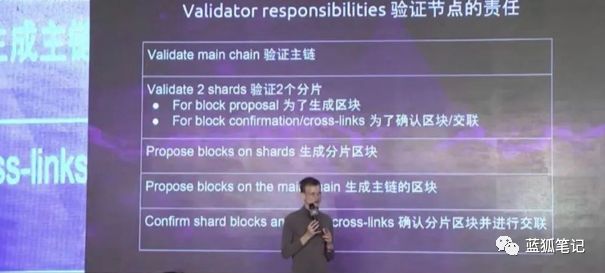 Validator responsibilities 验证节点的责任
Validate main chain 验证主链
Validate 2 shards 验证2个分片
● For block proposal 为了生成区块
● For block confirmation/cross-links 为了确认区块/交联
Propose blocks on shards 生成分片区块
Propose blocks on the main chain 生成主链的区块
Confirm shard blocks an cross-links 确认分片区块并进行交联
生成主
ss-links
蓝狐笔记